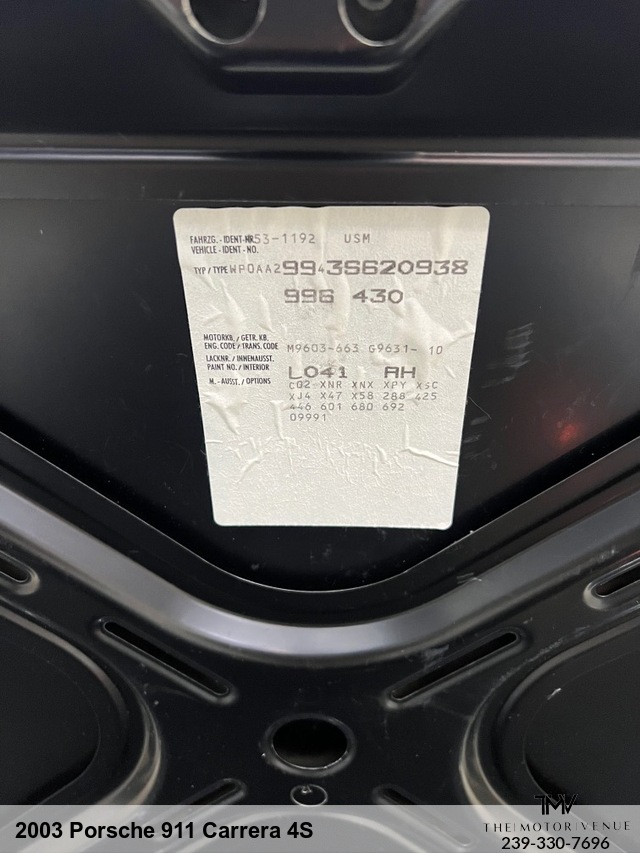 FAHRZG.-IDENT-NR 53-1192 USM
VEHICLE-IDENT-NO.
TYP/TYPE WP0AA29943S620938
996 430
MOTORKB./GETR.KB.
ENG.CODE/TRANS.CODE M9603-663 G9631- 10
LACKNR./INNENAUSST.
PAINT NO./INTERIOR L041 AH
M.-AUSST./OPTIONS C02 XNR XNX XPY XSC
XJ4 X47 X58 288 425
446 601 680 692
09991
2003 Porsche 911 Carrera 4S
TMV
THE|MOTOR|VENUE
239-330-7696